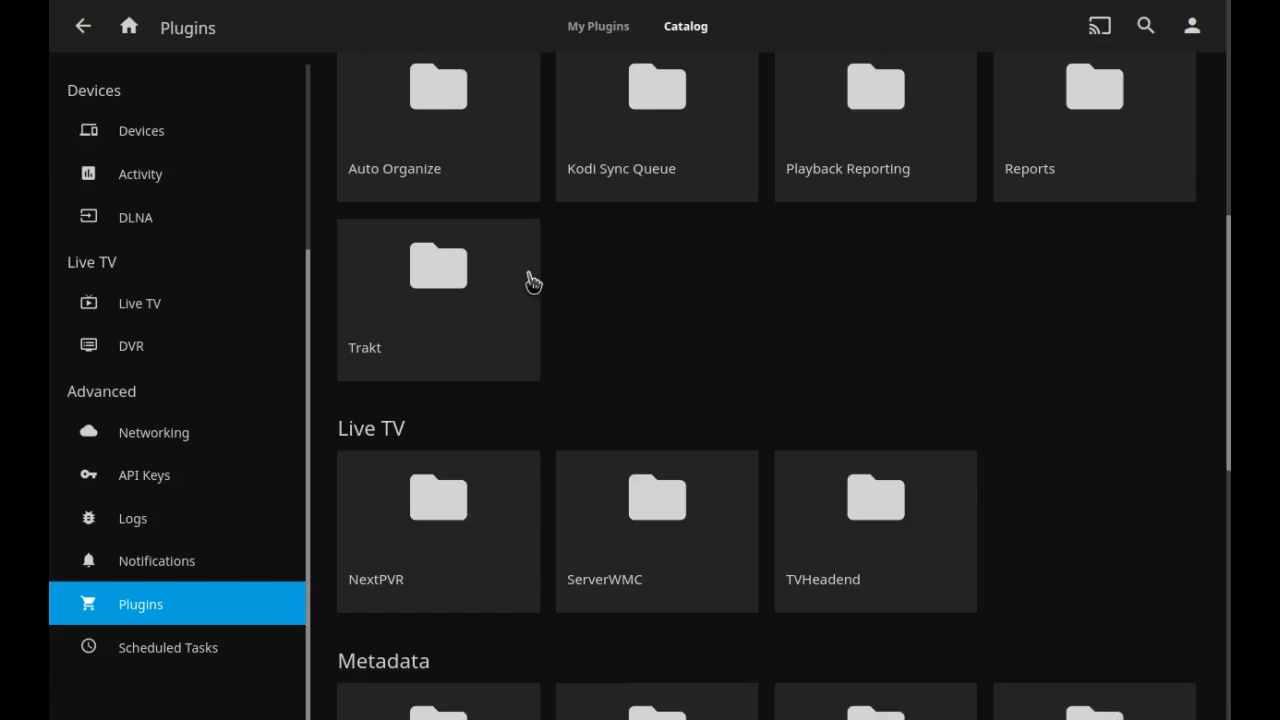 Plugins
My Plugins
Catalog
Devices
Devices
Activity
DLNA
Live TV
Live TV
DVR
Advanced
Networking
API Keys
Logs
Notifications
Plugins
Scheduled Tasks
Auto Organize
Kodi Sync Queue
Playback Reporting
Reports
Trakt
Live TV
NextPVR
ServerWMC
TVHeadend
Metadata